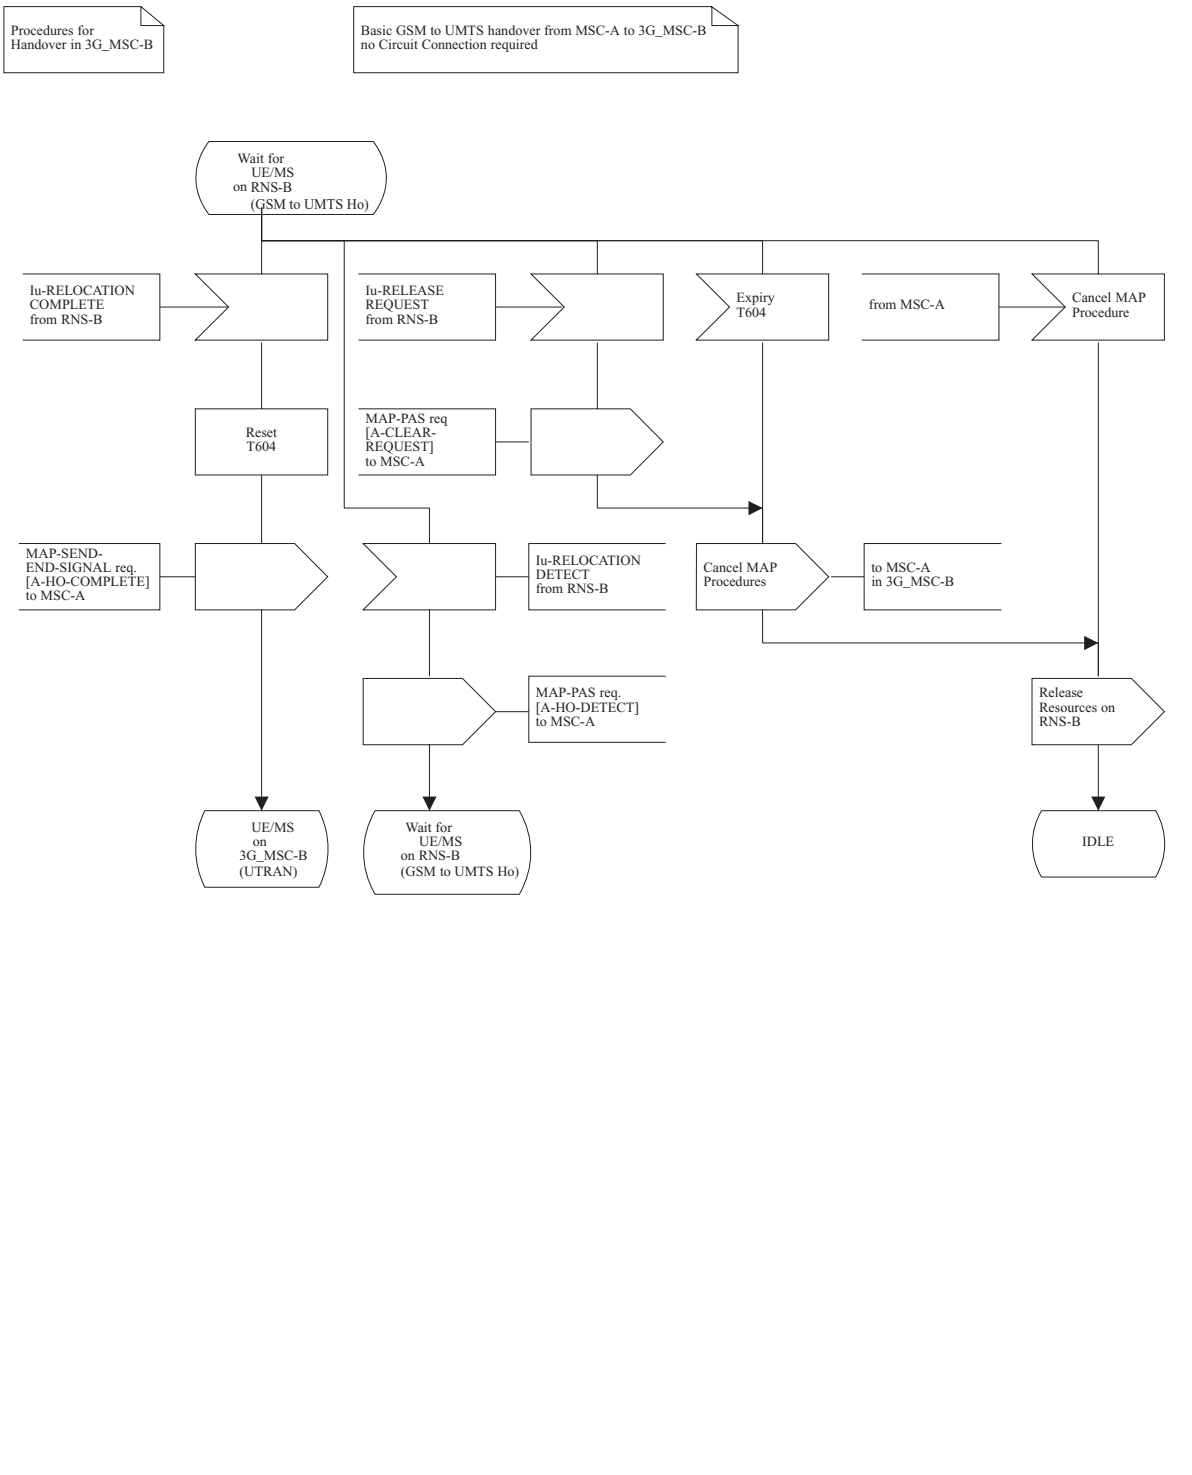 Procedures for
Handover in 3G_MSC-B
Basic GSM to UMTS handover from MSC-A to 3G_MSC-B
no Circuit Connection required
Wait for
UE/MS
on RNS-B
(GSM to UMTS Ho)
Iu-RELOCATION
COMPLETE
from RNS-B
Iu-RELEASE
REQUEST
from RNS-B
Expiry
T604
from MSC-A
Cancel MAP
Procedure
Reset
T604
MAP-PAS req
[A-CLEAR-
REQUEST]
to MSC-A
MAP-SEND-
END-SIGNAL req.
[A-HO-COMPLETE]
to MSC-A
Iu-RELOCATION
DETECT
from RNS-B
Cancel MAP
Procedures
to MSC-A
in 3G_MSC-B
MAP-PAS req.
[A-HO-DETECT]
to MSC-A
Release
Resources on
RNS-B
UE/MS
on
3G_MSC-B
(UTRAN)
Wait for
UE/MS
on RNS-B
(GSM to UMTS Ho)
IDLE